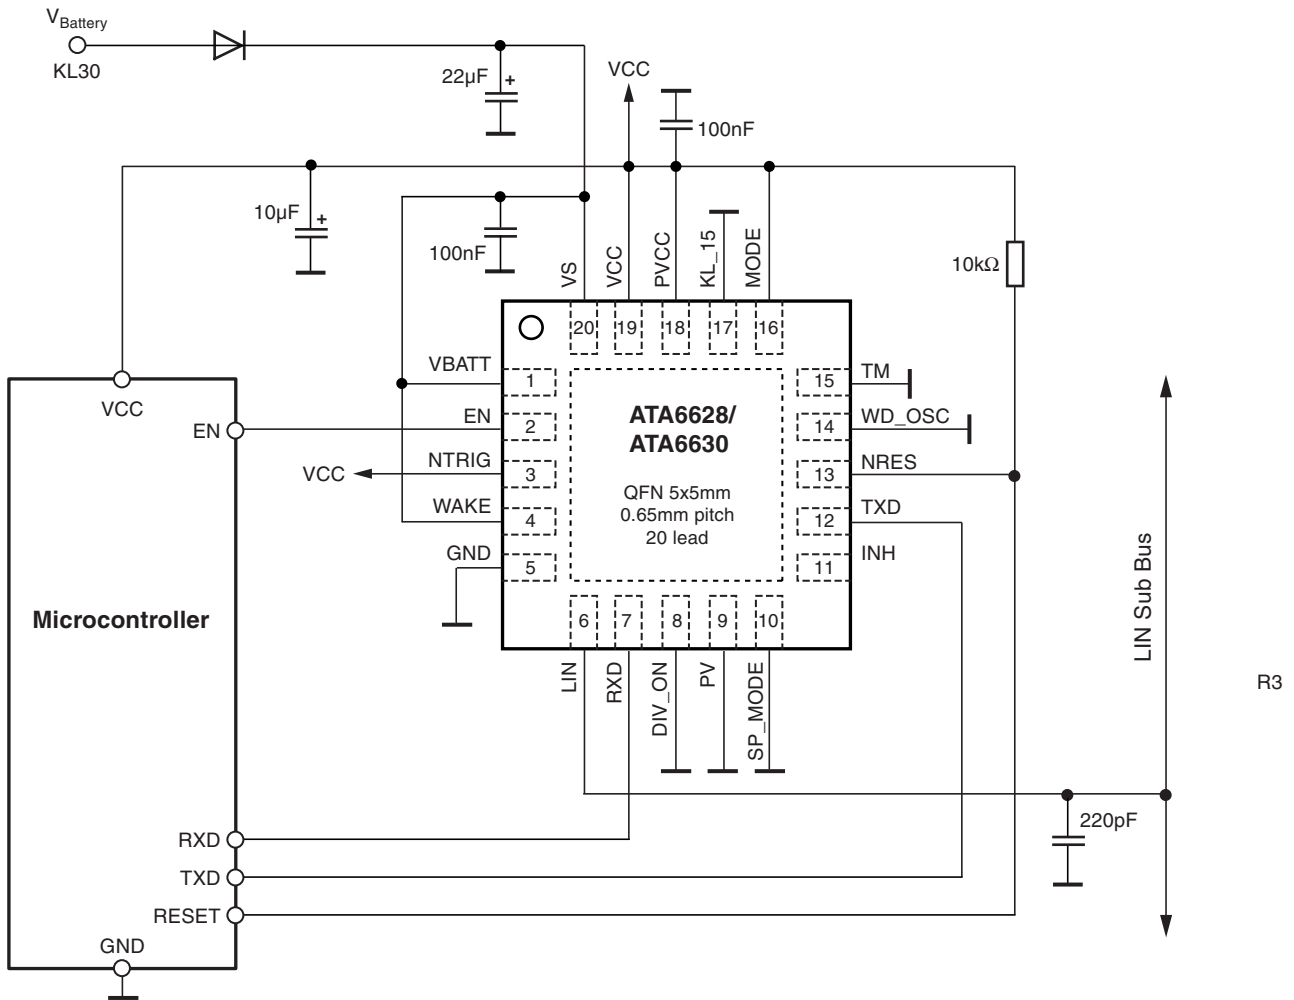 VBattery
KL30
22µF +
VCC
100nF
10µF +
100nF
VS
VCC
PVCC
KL_15
MODE
10kΩ
20
19
18
17
16
VBATT
1
EN
2
NTRIG
3
VCC
WAKE
4
GND
5
ATA6628/
ATA6630
QFN 5x5mm
0.65mm pitch
20 lead
15
TM
14
WD_OSC
13
NRES
12
TXD
11
INH
6
7
8
9
10
LIN
RXD
DIV_ON
PV
SP_MODE
VCC
EN
Microcontroller
RXD
TXD
RESET
GND
LIN Sub Bus
220pF
R3